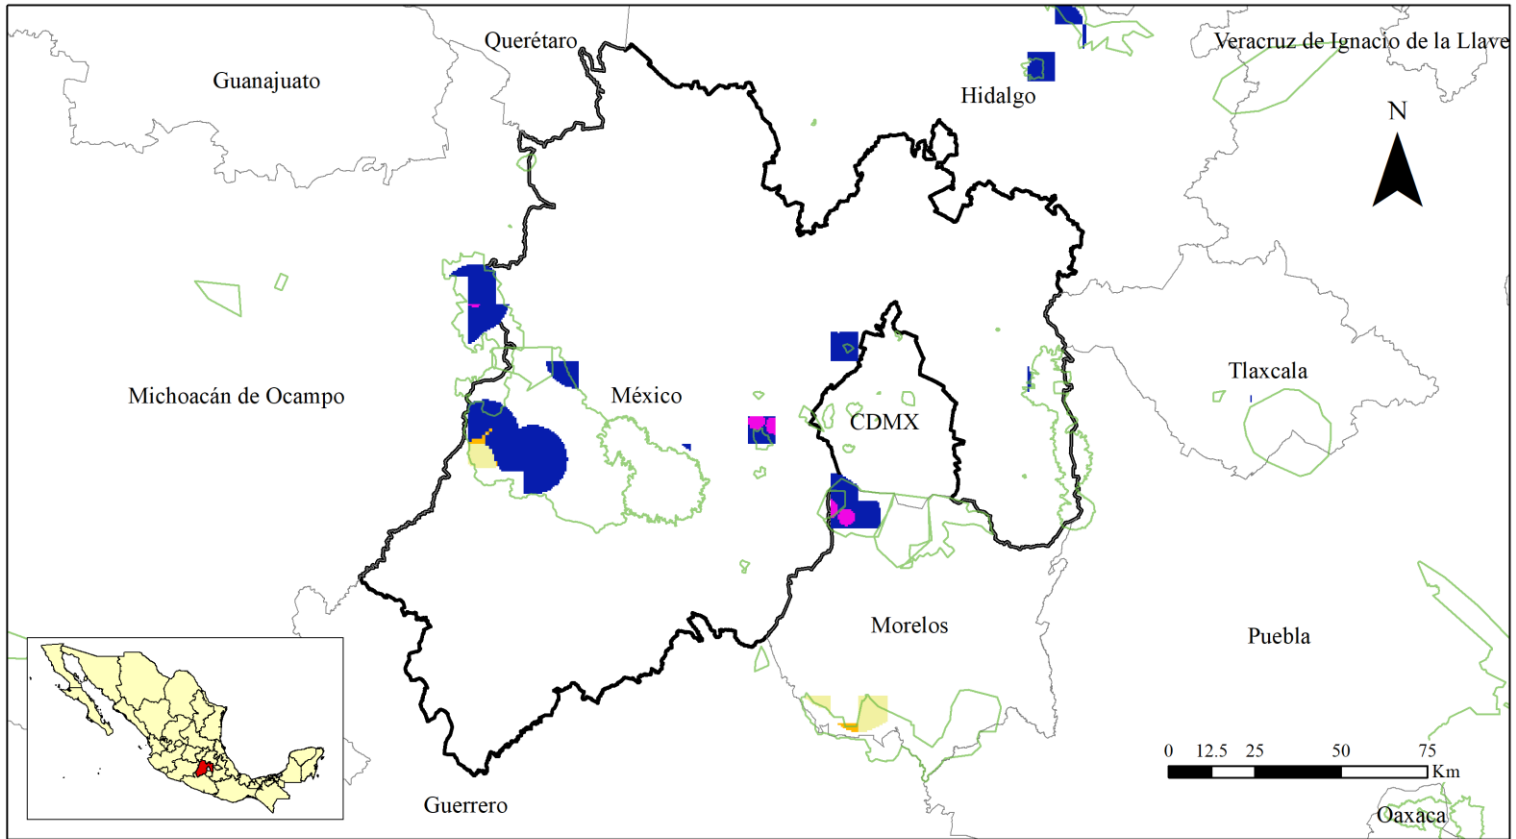 Querétaro
Veracruz de Ignacio de la Llave
Guanajuato
Hidalgo
N
Tlaxcala
Michoacán de Ocampo
México
CDMX
Morelos
Puebla
0 12.5 25 50 75
Km
Guerrero
Oaxaca